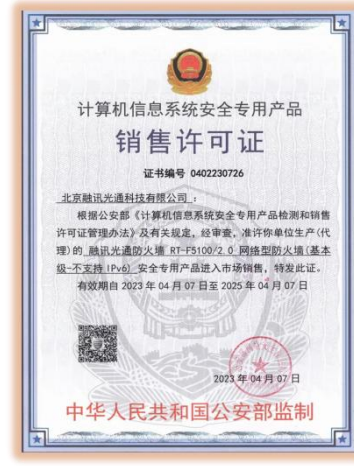 计算机信息系统安全专用产品
销售许可证
证书编号 0402230726
北京融讯光通科技有限公司：
根据公安部《计算机信息系统安全专用产品检测和销售
许可证管理办法》及有关规定，经审查，准许你单位生产(代
理)的 融讯光通防火墙 RT-F5100/2.0 网络型防火墙(基本
级-不支持 IPv6) 安全专用产品进入市场销售，特发此证。
有效期自 2023 年 04 月 07 日至 2025 年 04 月 07 日
2023 年 04 月 07 日
中华人民共和国公安部监制